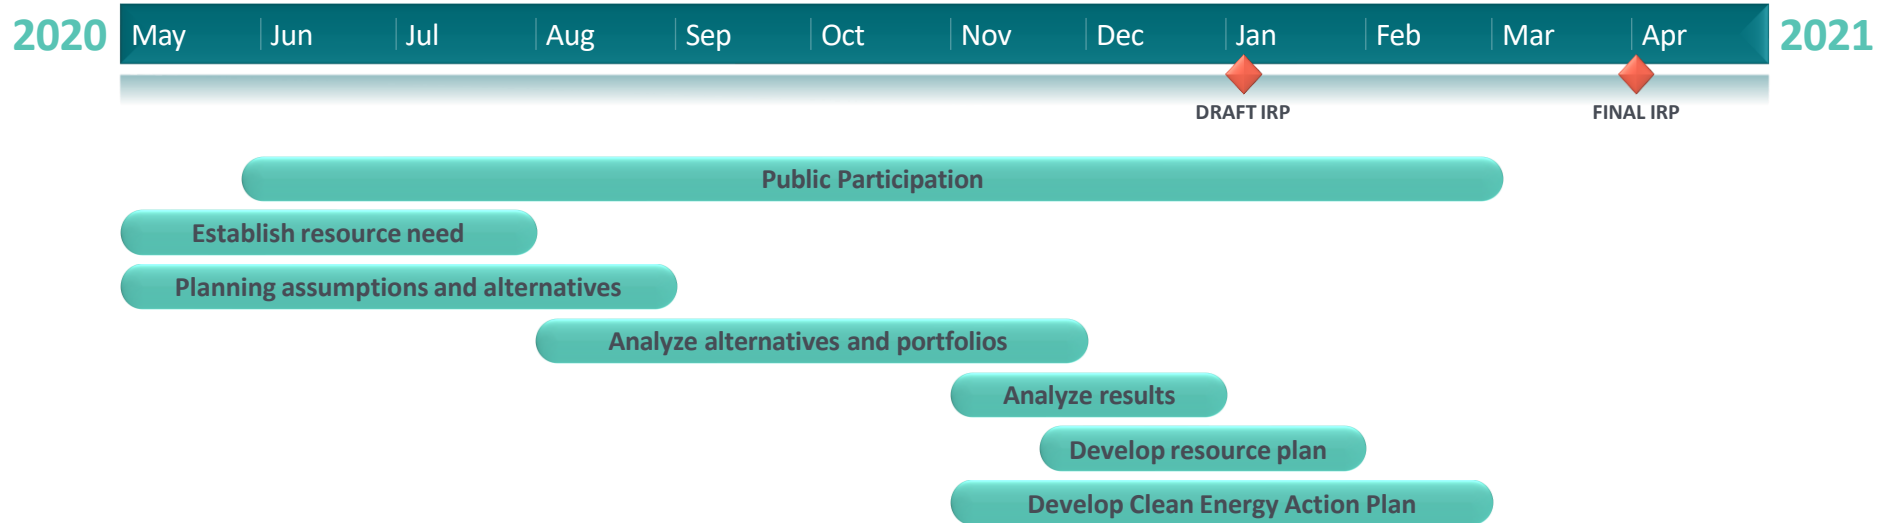 2020 May Jun Jul Aug Sep Oct Nov Dec Jan Feb Mar Apr 2021
DRAFT IRP FINAL IRP
Public Participation
Establish resource need
Planning assumptions and alternatives
Analyze alternatives and portfolios
Analyze results
Develop resource plan
Develop Clean Energy Action Plan